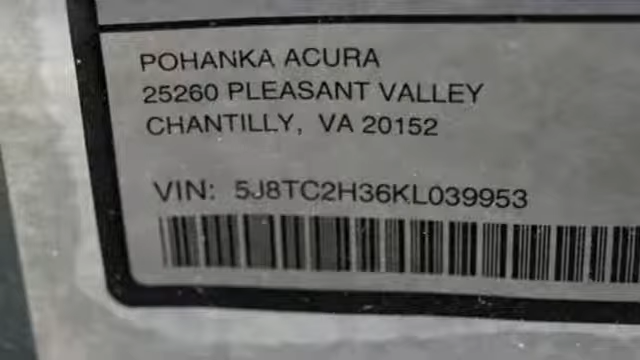 POHANKA ACURA
25260 PLEASANT VALLEY
CHANTILLY, VA 20152
VIN: 5J8TC2H36KL039953